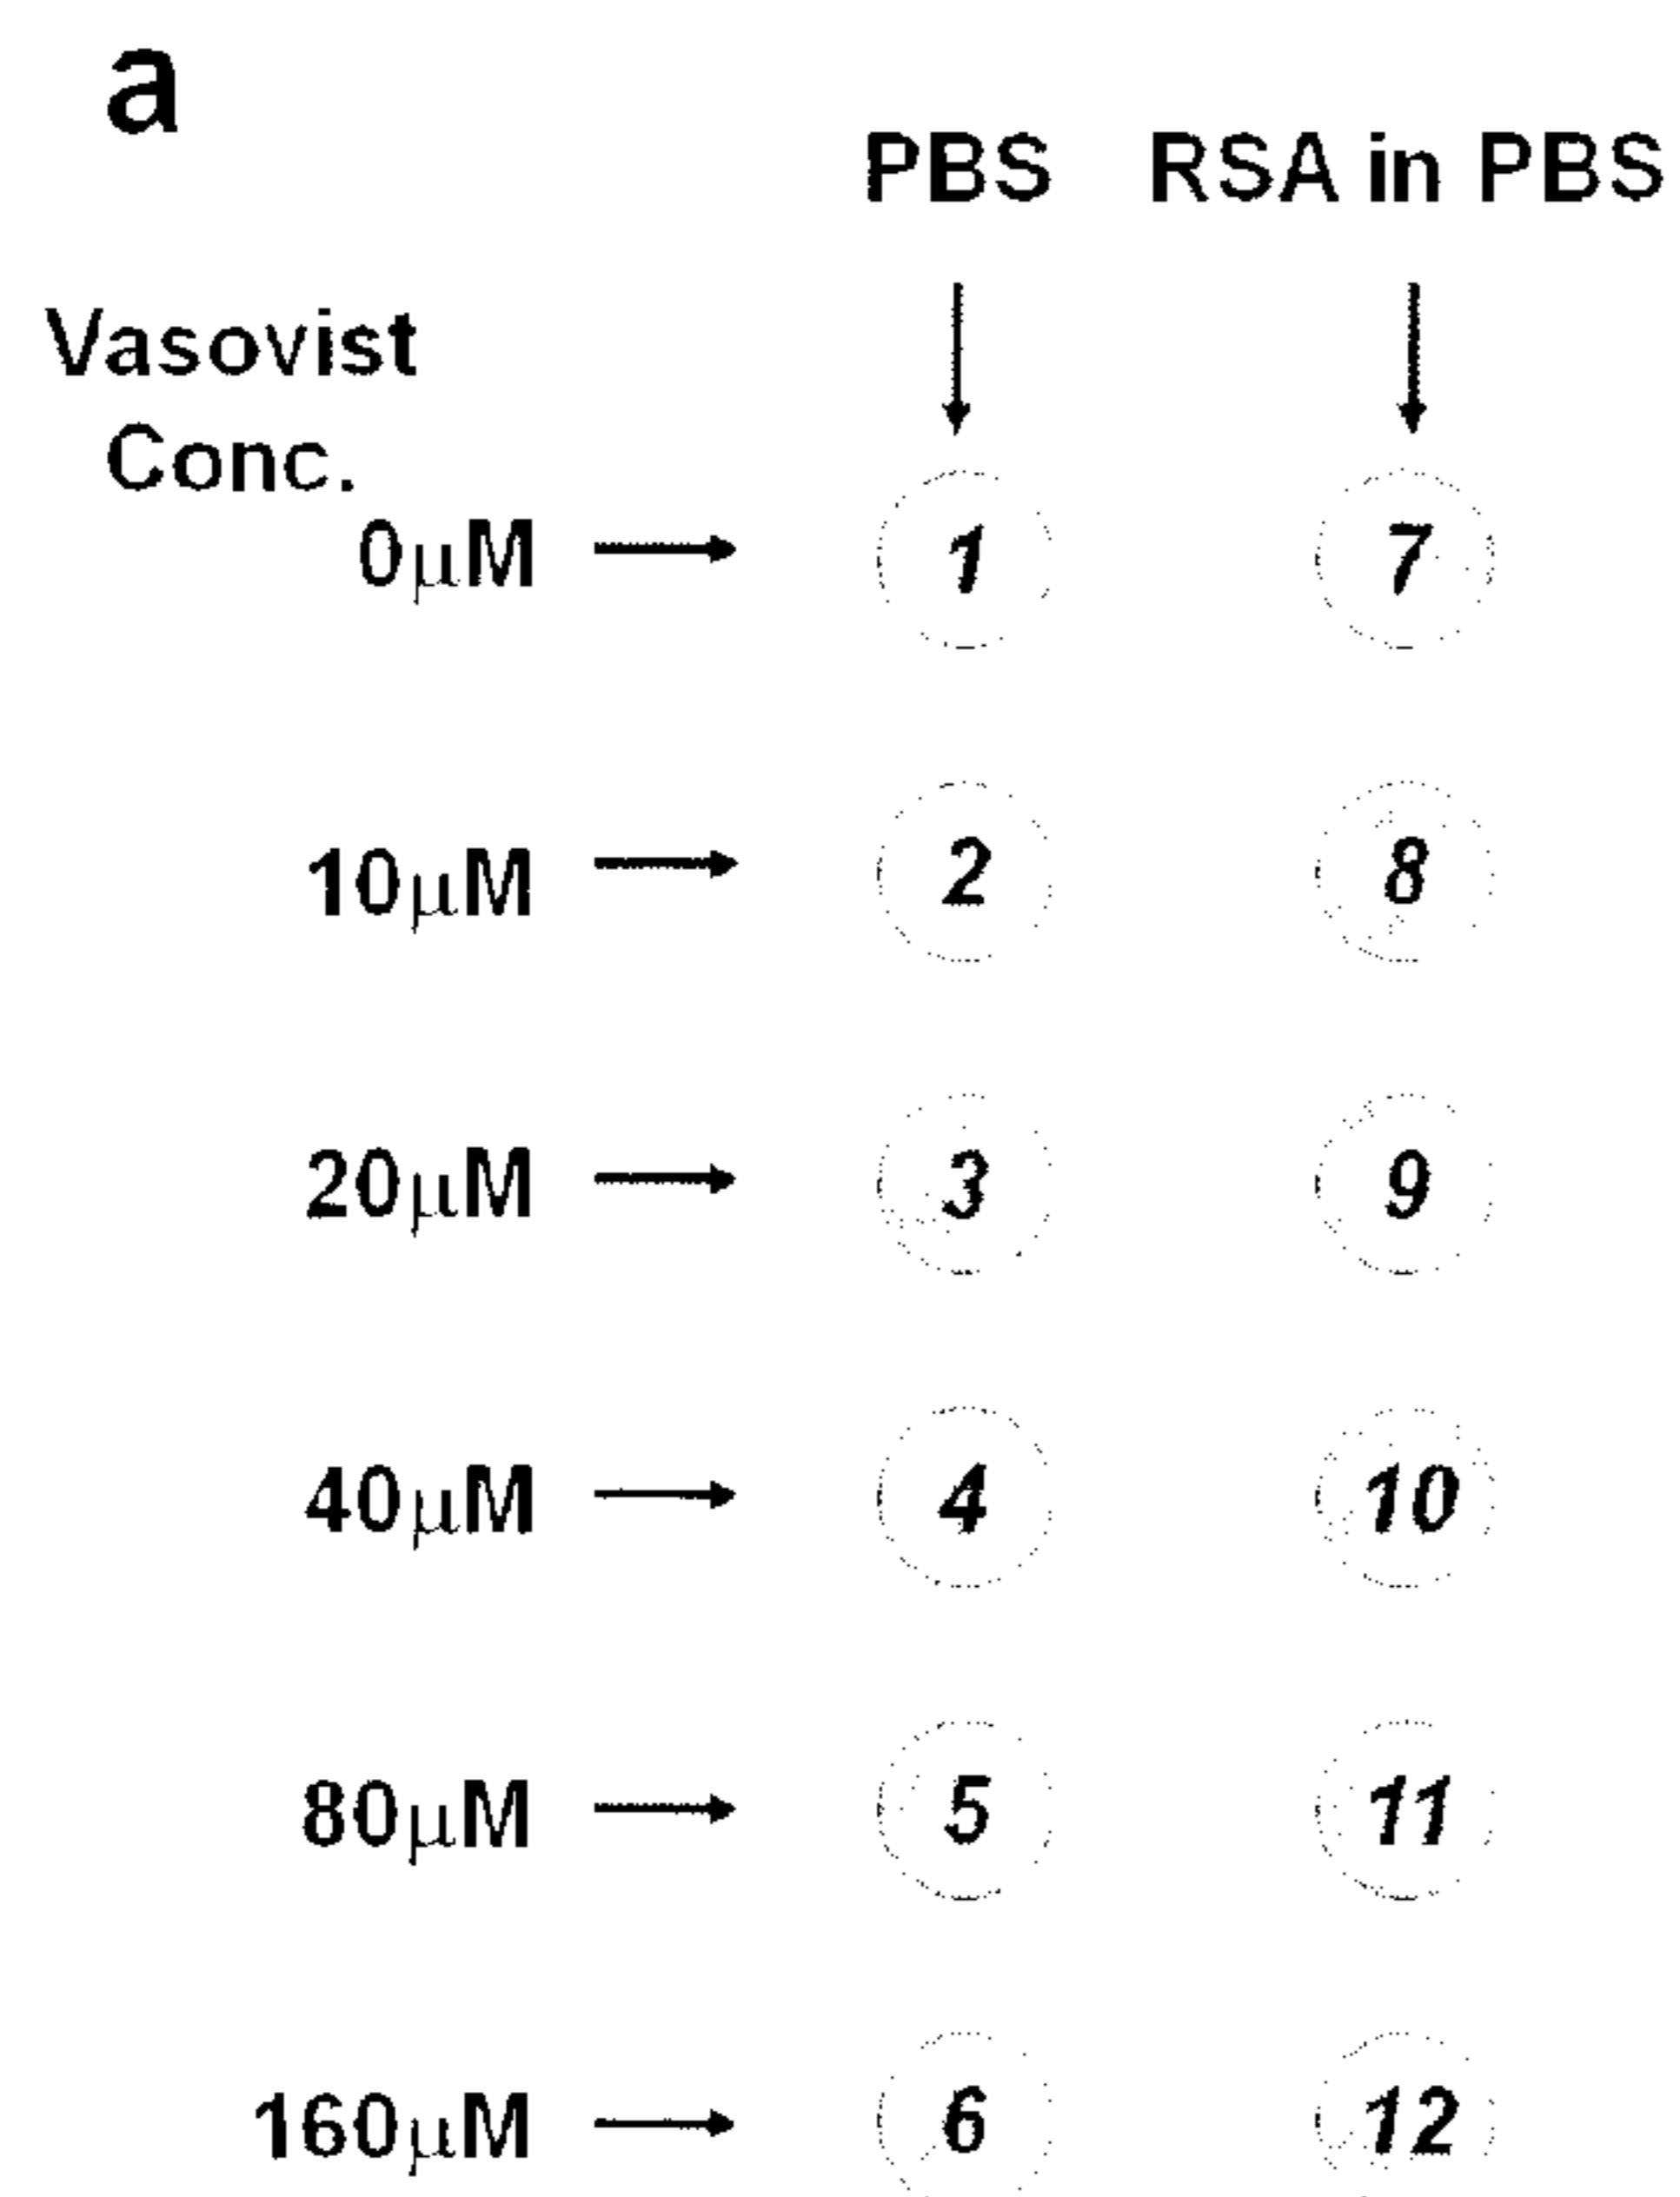 a
PBS RSA in PBS
Vasovist
Conc.
0μM 1 7
10μM 2 8
20μM 3 9
40μM 4 10
80μM 5 11
160μM 6 12